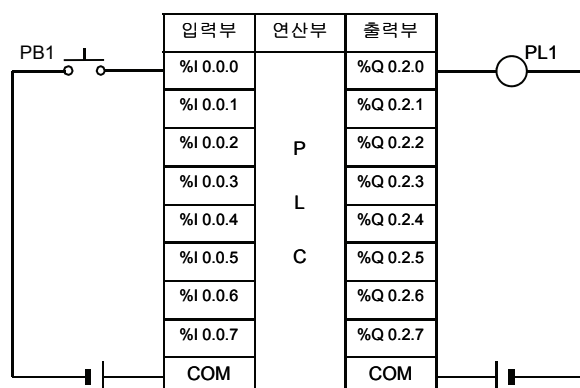 입력부 연산부 출력부
PB1 %I 0.0.0 %Q 0.2.0 PL1
%I 0.0.1 %Q 0.2.1
%I 0.0.2 P %Q 0.2.2
%I 0.0.3 %Q 0.2.3
L
%I 0.0.4 %Q 0.2.4
%I 0.0.5 C %Q 0.2.5
%I 0.0.6 %Q 0.2.6
%I 0.0.7 %Q 0.2.7
COM COM